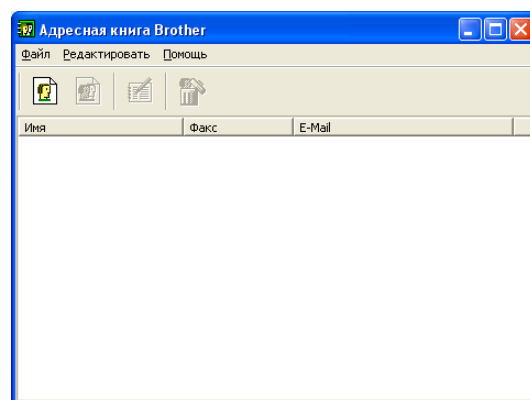 Адресная книга Brother
Файл Редактировать Помощь
Имя Факс E-Mail